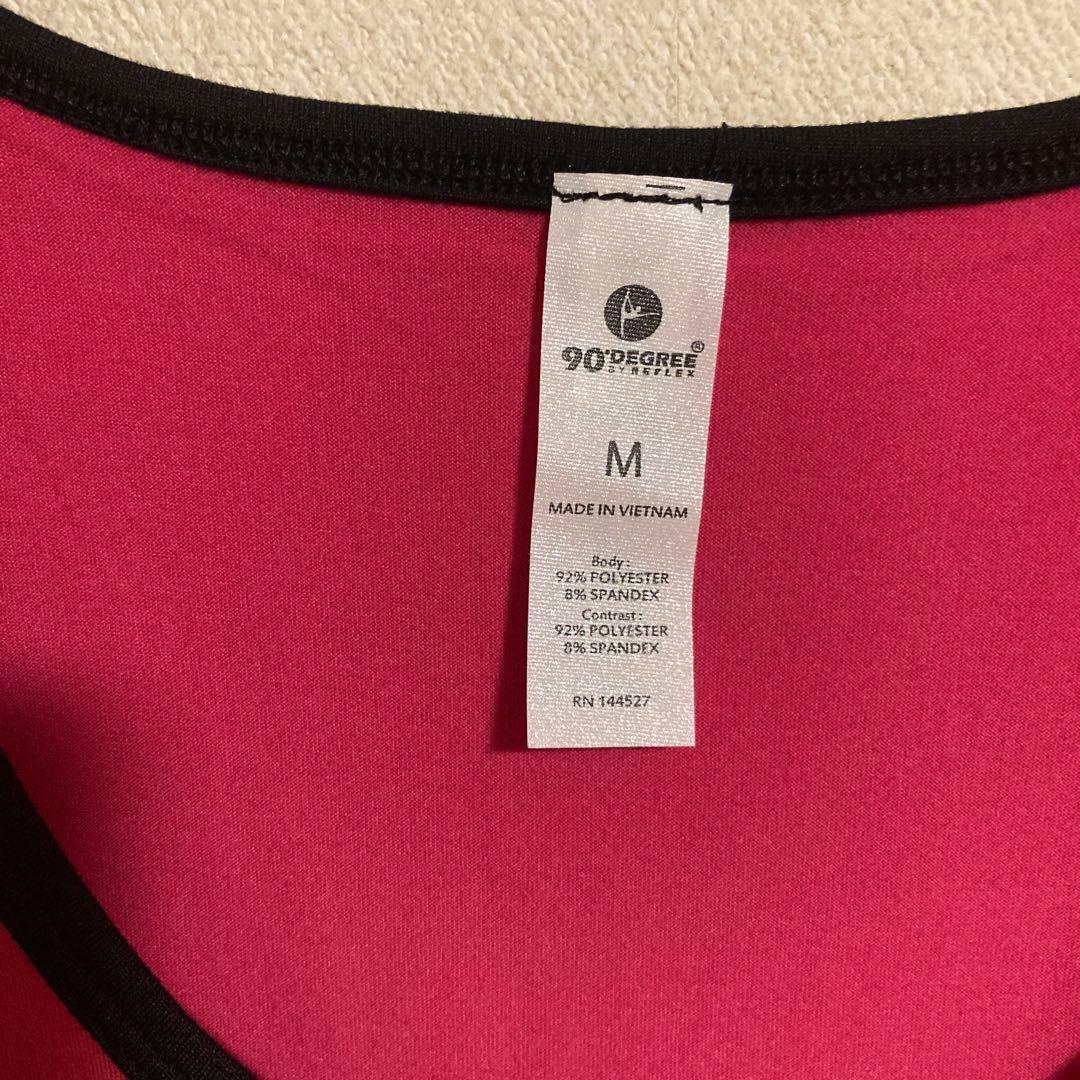 90°DEGREE®
BY REFLEX
M
MADE IN VIETNAM
Body :
92% POLYESTER
8% SPANDEX
Contrast :
92% POLYESTER
8% SPANDEX
RN 144527